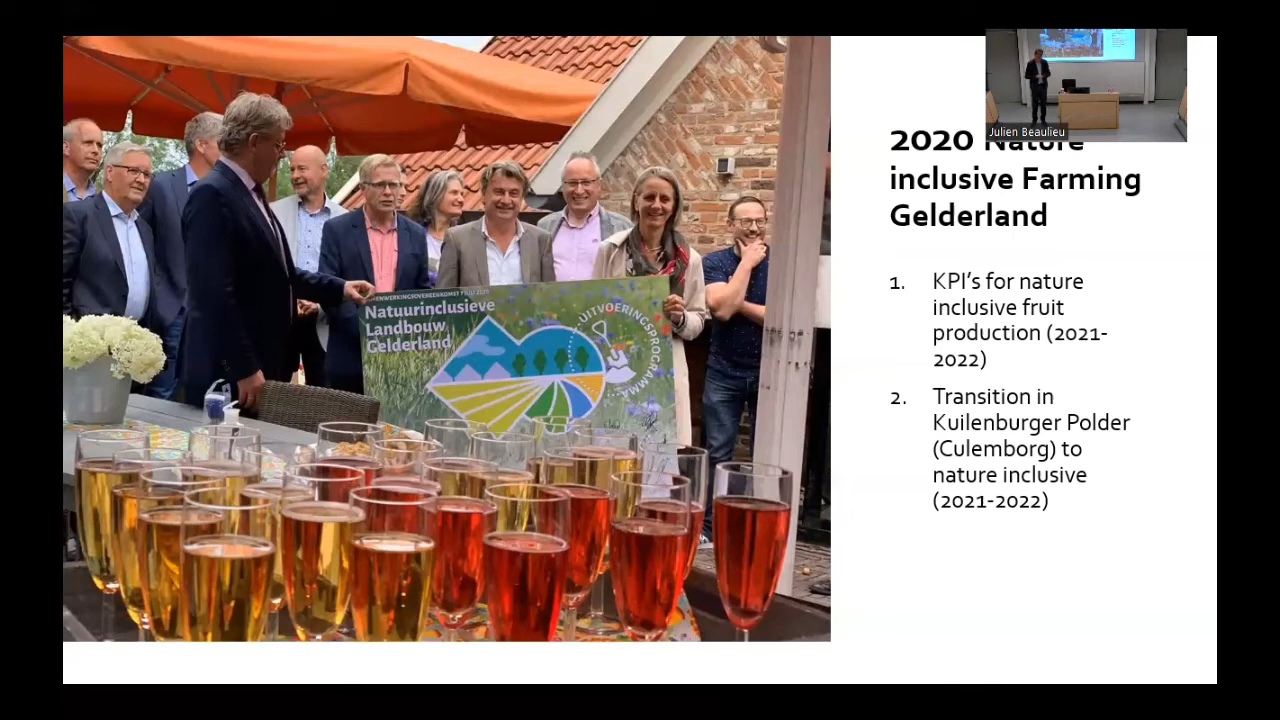 Julien Beaulieu
2020 Nature
inclusive Farming
Gelderland
1. KPI's for nature
inclusive fruit
production (2021-
2022)
2. Transition in
Kuilenburger Polder
(Culemborg) to
nature inclusive
(2021-2022)
Natuurinclusieve
Landbouw
Gelderland
UITVOERINGSPROGRAMMA